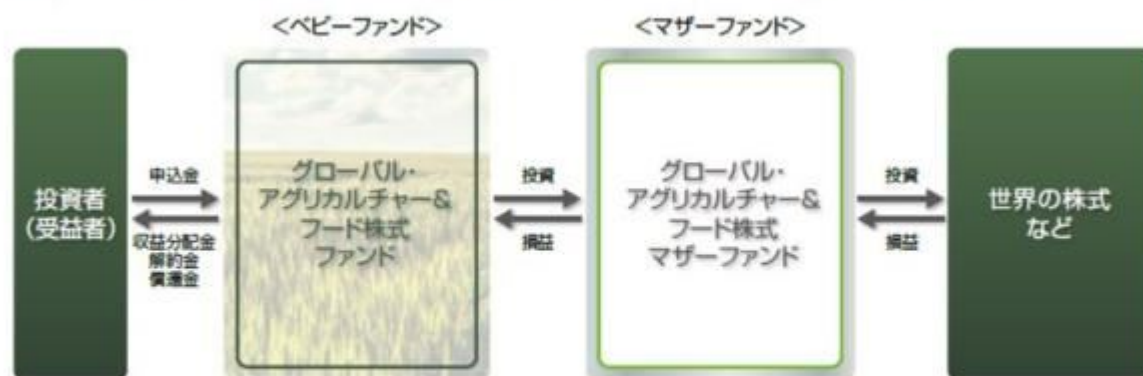 <ベビーファンド>
<マザーファンド>
投資者
(受益者)
申込金
収益分配金
解約金
償還金
グローバル・
アグリカルチャー&
フード株式
ファンド
投資
損益
グローバル・
アグリカルチャー&
フード株式
マザーファンド
投資
損益
世界の株式
など